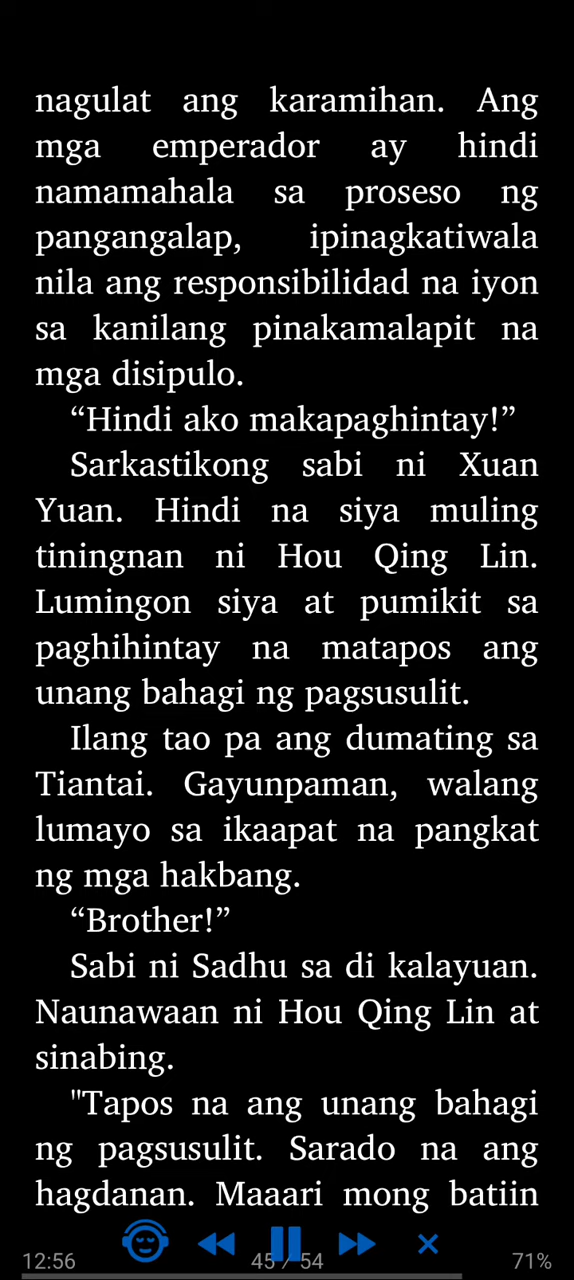 nagulat ang karamihan. Ang
mga emperador ay hindi
namamahala sa proseso ng
pangangalap, ipinagkatiwala
nila ang responsibilidad na iyon
sa kanilang pinakamalapit na
mga disipulo.
“Hindi ako makapaghintay!”
Sarkastikong sabi ni Xuan
Yuan. Hindi na siya muling
tiningnan ni Hou Qing Lin.
Lumingon siya at pumikit sa
paghihintay na matapos ang
unang bahagi ng pagsusulit.
Ilang tao pa ang dumating sa
Tiantai. Gayunpaman, walang
lumayo sa ikaapat na pangkat
ng mga hakbang.
“Brother!”
Sabi ni Sadhu sa di kalayuan.
Naunawaan ni Hou Qing Lin at
sinabing.
"Tapos na ang unang bahagi
ng pagsusulit. Sarado na ang
hagdanan. Maaari mong batiin
12:56 45 / 54 71%